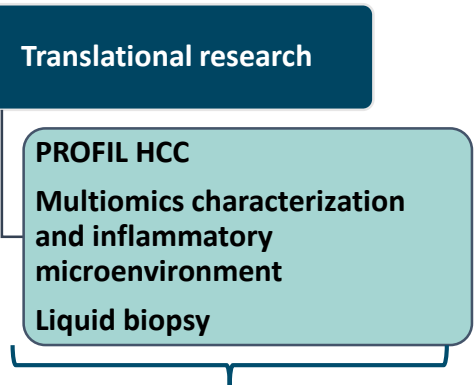 Translational research
PROFIL HCC
Multiomics characterization
and inflammatory
microenvironment
Liquid biopsy